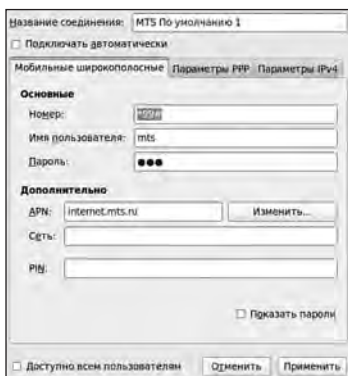 Название соединения: MTS По умолчанию 1
Подключать автоматически
Мобильные широкополосные Параметры PPP Параметры IPv4
Основные
Номер: *99#
Имя пользователя: mts
Пароль: ●●●
Дополнительно
APN: internet.mts.ru Изменить...
Сеть:
PIN:
Показать пароли
Доступно всем пользователям Отменить Применить